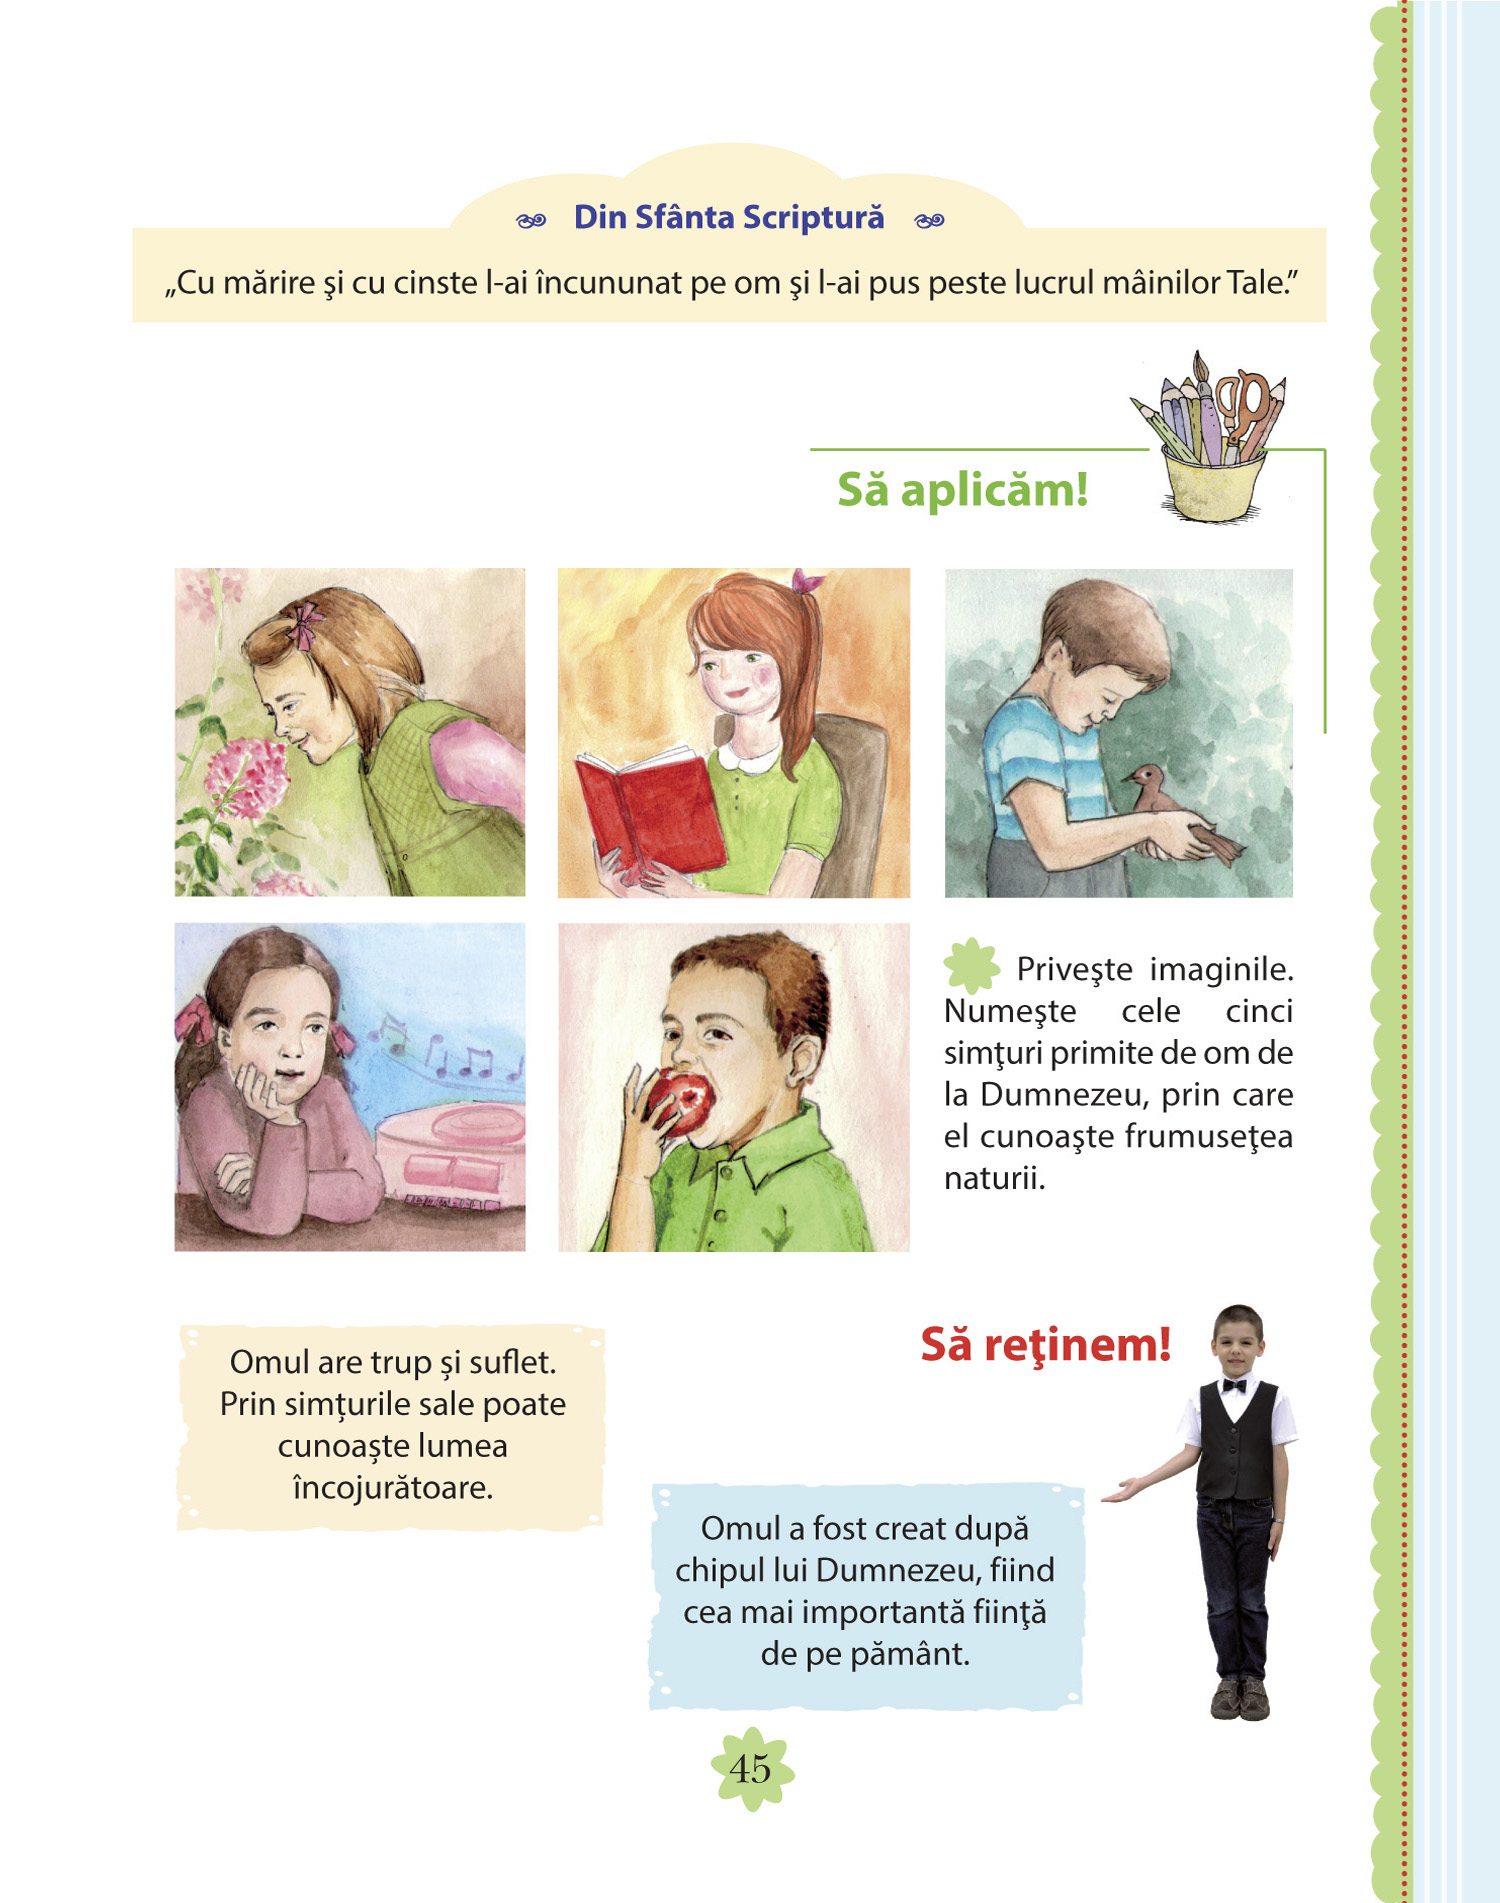 Din Sfânta Scriptură
„Cu mărire şi cu cinste l-ai încununat pe om şi l-ai pus peste lucrul mâinilor Tale.”
Să aplicăm!
Priveşte imaginile.
Numeşte cele cinci
simţuri primite de om de
la Dumnezeu, prin care
el cunoaşte frumuseţea
naturii.
Să reţinem!
Omul are trup și suflet.
Prin simțurile sale poate
cunoaște lumea
încojurătoare.
Omul a fost creat după
chipul lui Dumnezeu, fiind
cea mai importantă fiinţă
de pe pământ.
45